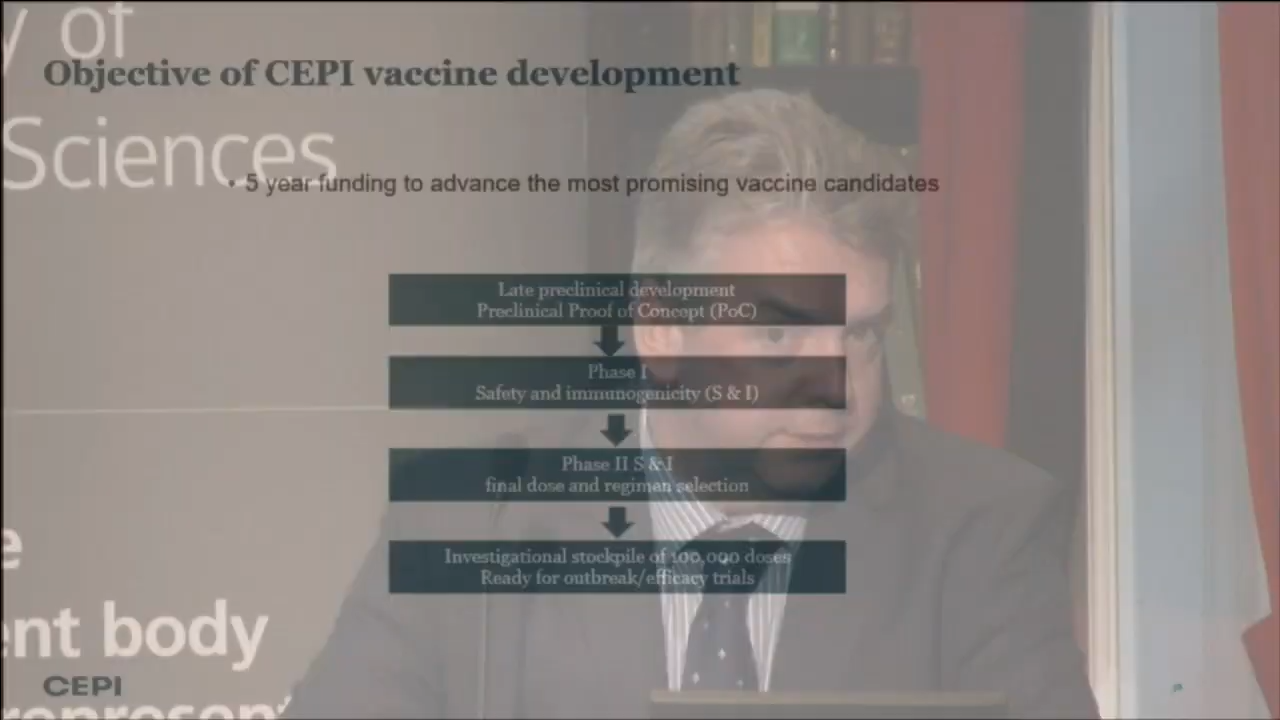 y of
Objective of CEPI vaccine development
Sciences
• 5 year funding to advance the most promising vaccine candidates
Late preclinical development
Preclinical Proof of Concept (PoC)
Phase I
Safety and immunogenicity (S & I)
Phase II S & I
final dose and regimen selection
Investigational stockpile of 100,000 doses
Ready for outbreak/efficacy trials
e
ent body
CEPI
represent